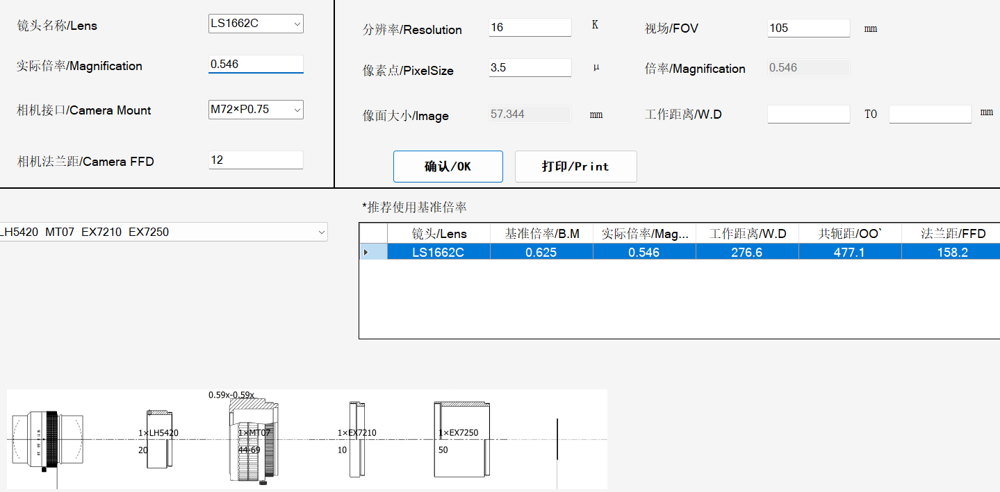 镜头名称/Lens LS1662C
实际倍率/Magnification 0.546
相机接口/Camera Mount M72×P0.75
相机法兰距/Camera FFD 12
分辨率/Resolution 16 K 视场/FOV 105 mm
像素点/PixelSize 3.5 μ 倍率/Magnification 0.546
像面大小/Image 57.344 mm 工作距离/W.D TO mm
确认/OK 打印/Print
LH5420 MT07 EX7210 EX7250
*推荐使用基准倍率
镜头/Lens 基准倍率/B.M 实际倍率/Mag... 工作距离/W.D 共轭距/OO` 法兰距/FFD
LS1662C 0.625 0.546 276.6 477.1 158.2
0.59x-0.59x
1×LH5420 1×MT07 1×EX7210 1×EX7250
20 44-69 10 50